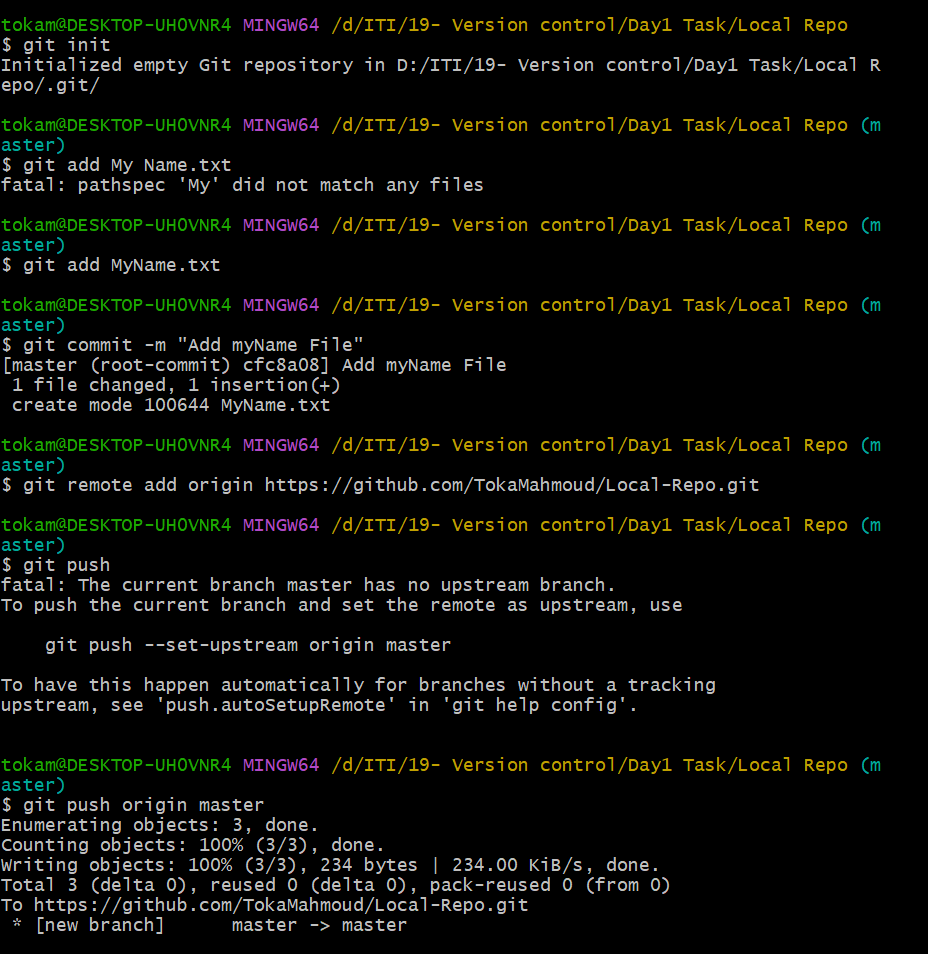 tokam@DESKTOP-UH0VNR4 MINGW64 /d/ITI/19- Version control/Day1 Task/Local Repo
$ git init
Initialized empty Git repository in D:/ITI/19- Version control/Day1 Task/Local R
epo/.git/
tokam@DESKTOP-UH0VNR4 MINGW64 /d/ITI/19- Version control/Day1 Task/Local Repo (m
aster)
$ git add My Name.txt
fatal: pathspec 'My' did not match any files
tokam@DESKTOP-UH0VNR4 MINGW64 /d/ITI/19- Version control/Day1 Task/Local Repo (m
aster)
$ git add MyName.txt
tokam@DESKTOP-UH0VNR4 MINGW64 /d/ITI/19- Version control/Day1 Task/Local Repo (m
aster)
$ git commit -m "Add myName File"
[master (root-commit) cfc8a08] Add myName File
 1 file changed, 1 insertion(+)
 create mode 100644 MyName.txt
tokam@DESKTOP-UH0VNR4 MINGW64 /d/ITI/19- Version control/Day1 Task/Local Repo (m
aster)
$ git remote add origin https://github.com/TokaMahmoud/Local-Repo.git
tokam@DESKTOP-UH0VNR4 MINGW64 /d/ITI/19- Version control/Day1 Task/Local Repo (m
aster)
$ git push
fatal: The current branch master has no upstream branch.
To push the current branch and set the remote as upstream, use
    git push --set-upstream origin master
To have this happen automatically for branches without a tracking
upstream, see 'push.autoSetupRemote' in 'git help config'.
tokam@DESKTOP-UH0VNR4 MINGW64 /d/ITI/19- Version control/Day1 Task/Local Repo (m
aster)
$ git push origin master
Enumerating objects: 3, done.
Counting objects: 100% (3/3), done.
Writing objects: 100% (3/3), 234 bytes | 234.00 KiB/s, done.
Total 3 (delta 0), reused 0 (delta 0), pack-reused 0 (from 0)
To https://github.com/TokaMahmoud/Local-Repo.git
 * [new branch]      master -> master